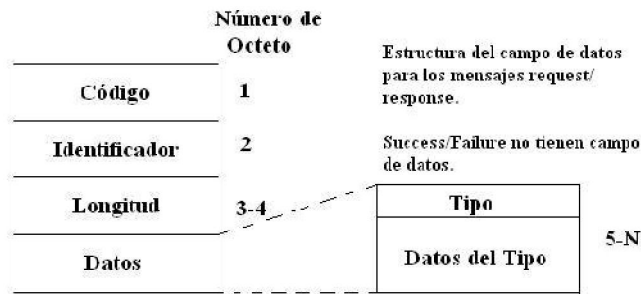 Número de
Octeto
Código
1
Identificador
2
Longitud
3-4
Datos
Estructura del campo de datos
para los mensajes request/
response.
Success/Failure no tienen campo
de datos.
Tipo
Datos del Tipo
5-N